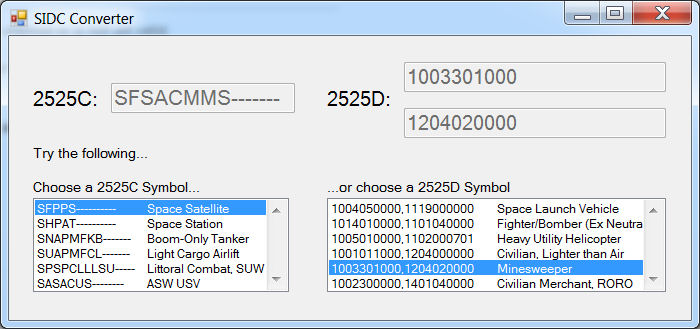 SIDC Converter
2525C: SFSACMMS-------
2525D: 1003301000
1204020000
Try the following...
Choose a 2525C Symbol...
SFPPS---------- Space Satellite
SHPAT---------- Space Station
SNAPMFKB------- Boom-Only Tanker
SUAPMFCL------- Light Cargo Airlift
SPSPCLLLSU----- Littoral Combat, SUW
SASACUS-------- ASW USV
...or choose a 2525D Symbol
1004050000,1119000000 Space Launch Vehicle
1014010000,1101040000 Fighter/Bomber (Ex Neutra
1005010000,1102000701 Heavy Utility Helicopter
1001011000,1204000000 Civilian, Lighter than Air
1003301000,1204020000 Minesweeper
1002300000,1401040000 Civilian Merchant, RORO